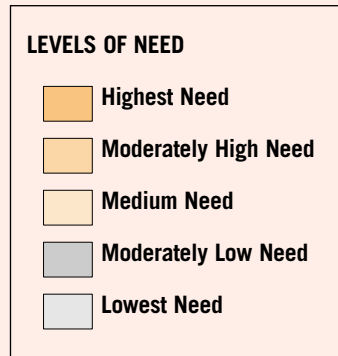 LEVELS OF NEED
Highest Need
Moderately High Need
Medium Need
Moderately Low Need
Lowest Need